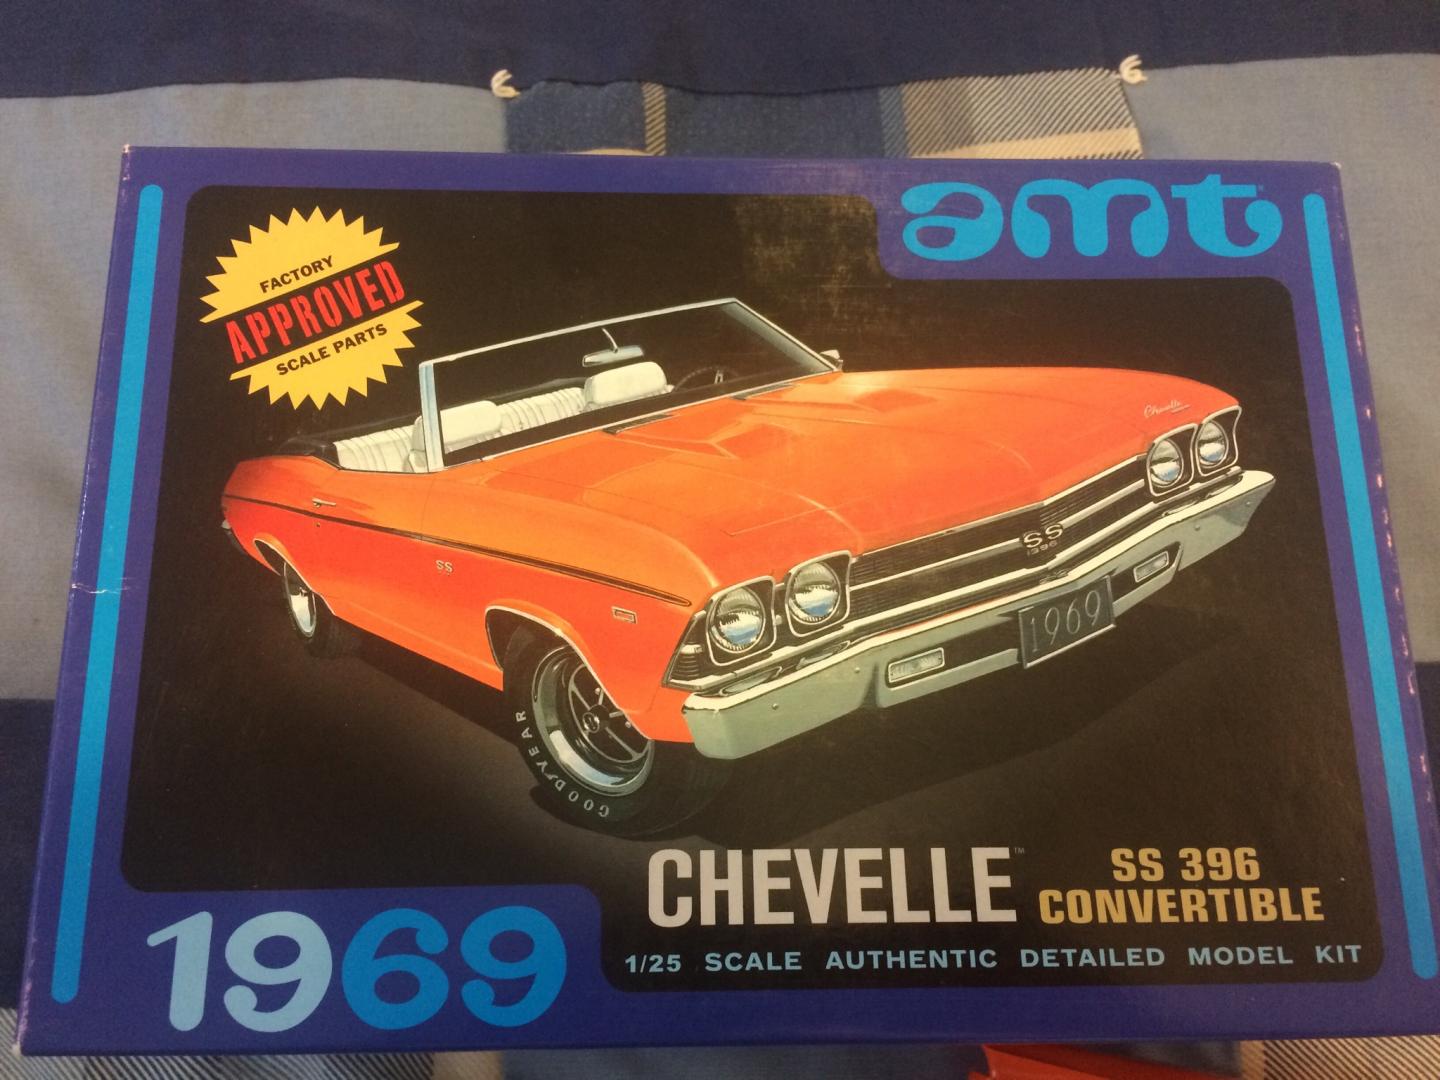 amt
FACTORY
APPROVED
SCALE PARTS
Chevelle
SS
396
SS
1969
GOODYEAR
CHEVELLE™
SS 396
CONVERTIBLE
1969
1/25 SCALE AUTHENTIC DETAILED MODEL KIT